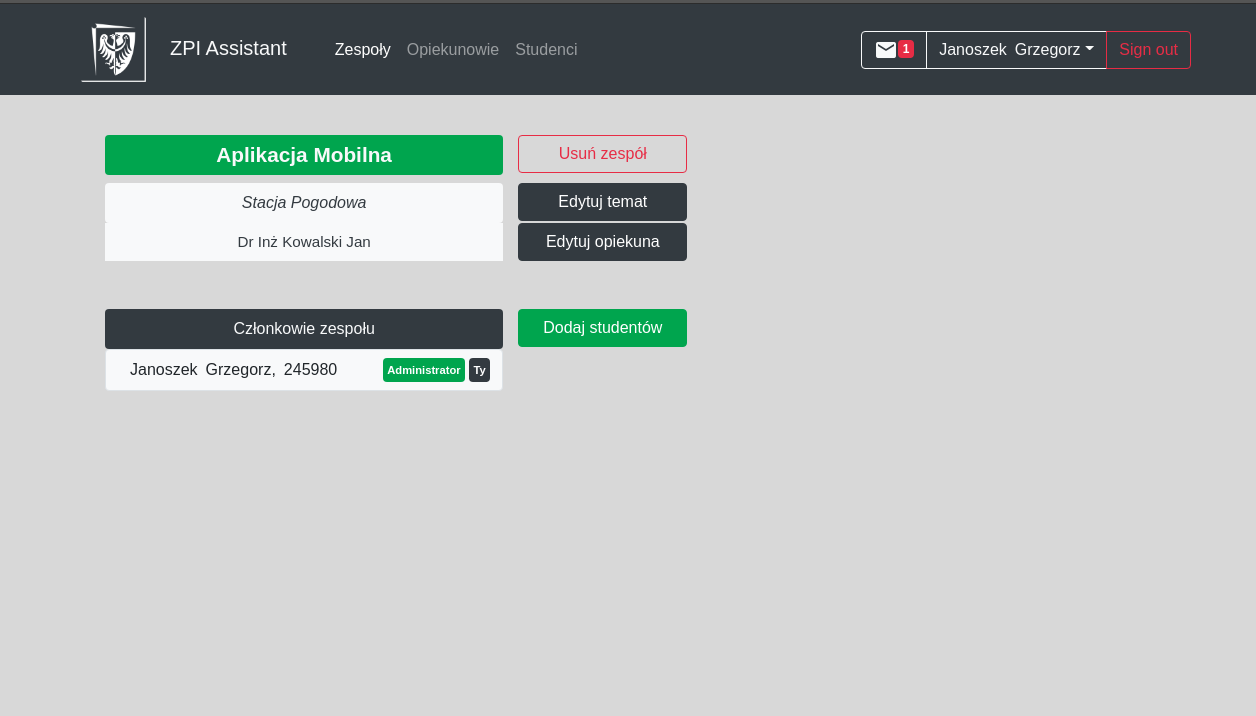 ZPI Assistant Zespoły Opiekunowie Studenci 1 Janoszek Grzegorz Sign out
Aplikacja Mobilna Usuń zespół
Stacja Pogodowa Edytuj temat
Dr Inż Kowalski Jan Edytuj opiekuna
Członkowie zespołu Dodaj studentów
Janoszek Grzegorz, 245980 Administrator Ty